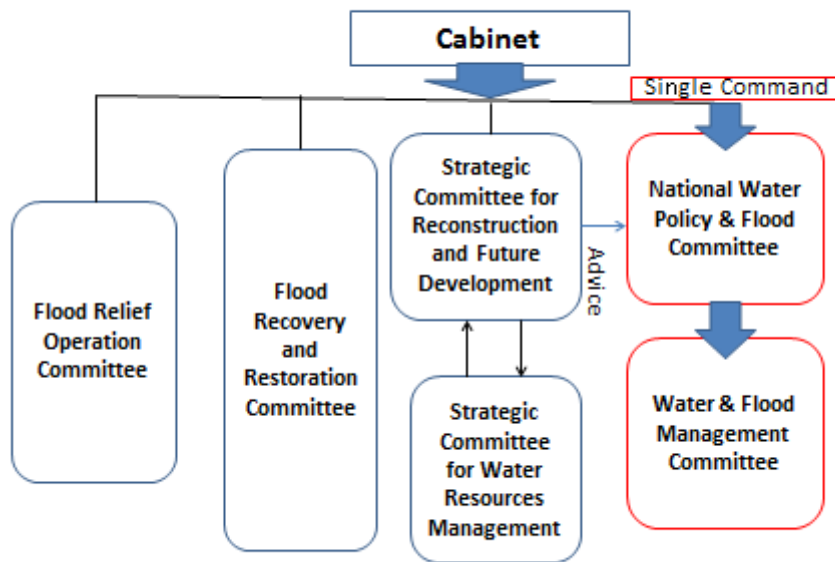 Cabinet
Single Command
Flood Relief
Operation
Committee
Flood
Recovery
and
Restoration
Committee
Strategic
Committee for
Reconstruction
and Future
Development
Advice
National Water
Policy & Flood
Committee
Strategic
Committee
for Water
Resources
Management
Water & Flood
Management
Committee